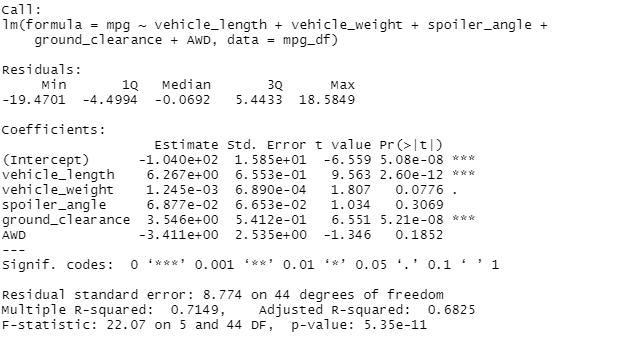 Call:
lm(formula = mpg ~ vehicle_length + vehicle_weight + spoiler_angle +
    ground_clearance + AWD, data = mpg_df)

Residuals:
     Min       1Q   Median       3Q      Max
-19.4701  -4.4994  -0.0692   5.4433  18.5849

Coefficients:
                   Estimate Std. Error t value Pr(>|t|)
(Intercept)      -1.040e+02  1.585e+01  -6.559 5.08e-08 ***
vehicle_length    6.267e+00  6.553e-01   9.563 2.60e-12 ***
vehicle_weight    1.245e-03  6.890e-04   1.807   0.0776 .
spoiler_angle     6.877e-02  6.653e-02   1.034   0.3069
ground_clearance  3.546e+00  5.412e-01   6.551 5.21e-08 ***
AWD              -3.411e+00  2.535e+00  -1.346   0.1852
---
Signif. codes:  0 ‘***’ 0.001 ‘**’ 0.01 ‘*’ 0.05 ‘.’ 0.1 ‘ ’ 1

Residual standard error: 8.774 on 44 degrees of freedom
Multiple R-squared:  0.7149,	Adjusted R-squared:  0.6825
F-statistic: 22.07 on 5 and 44 DF,  p-value: 5.35e-11